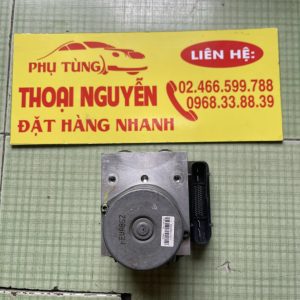 PHỤ TÙNG
THOẠI NGUYỄN
ĐẶT HÀNG NHANH
LIÊN HỆ:
02.466.599.788
0968.33.88.39